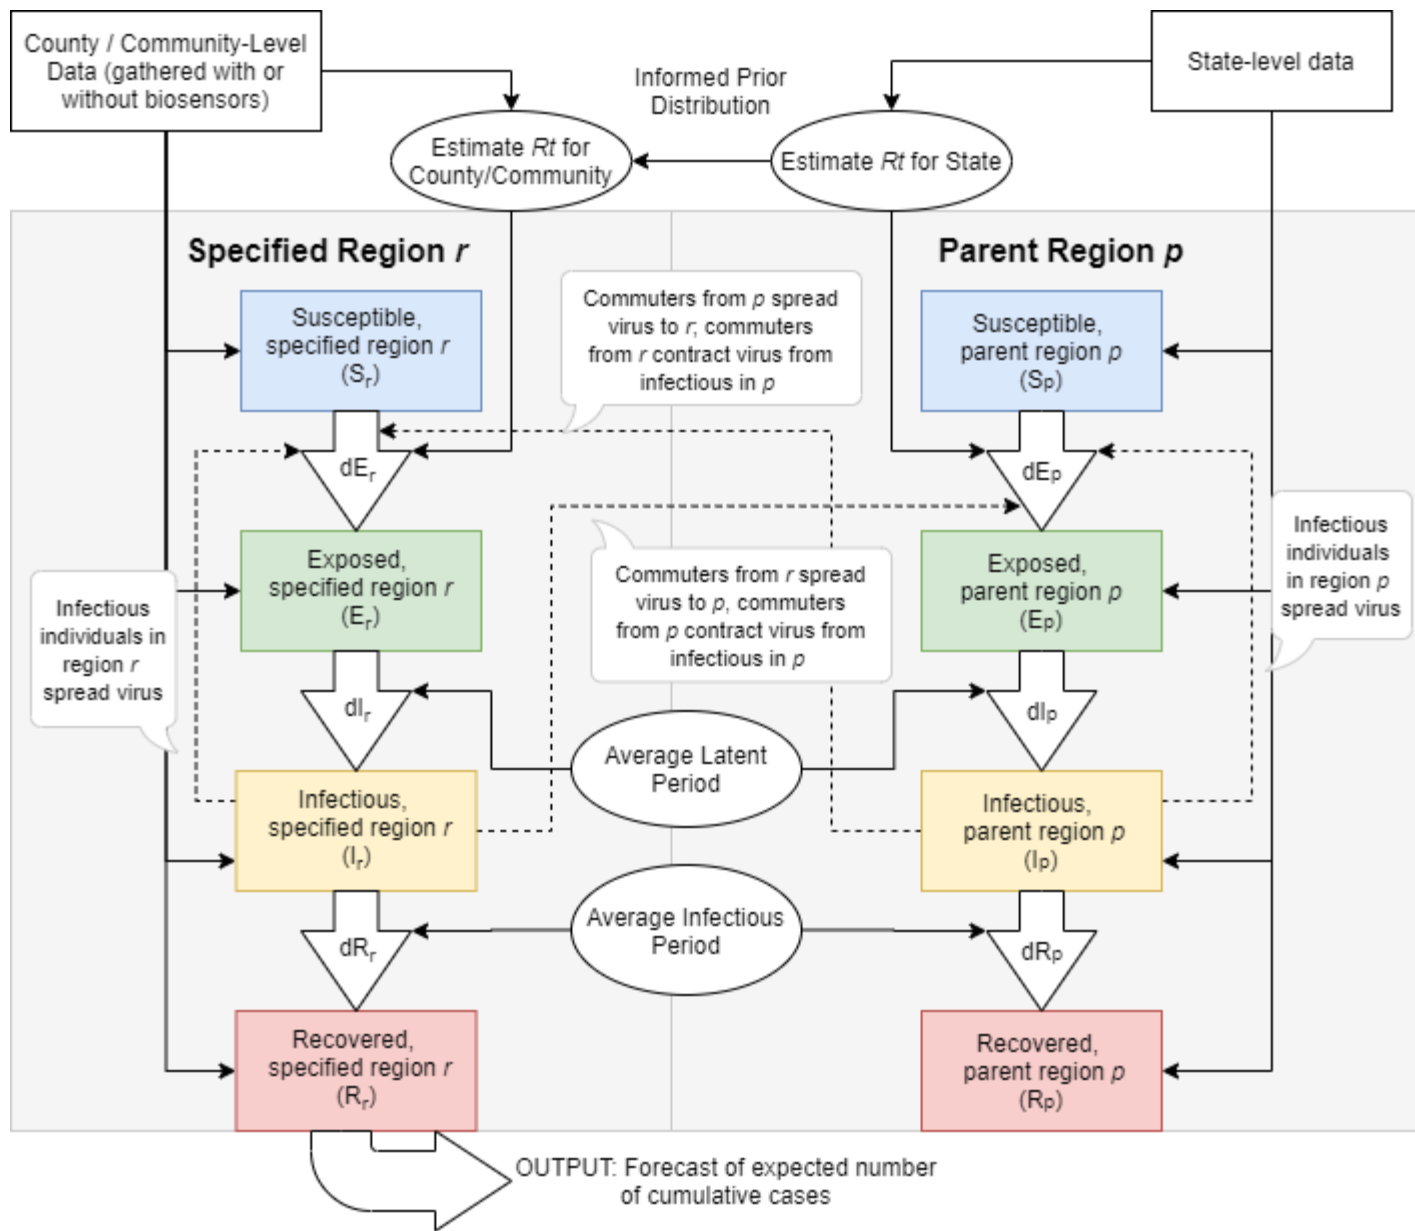 County / Community-Level
Data (gathered with or
without biosensors)
Informed Prior
Distribution
State-level data
Estimate Rt for
County/Community
Estimate Rt for State
Specified Region r
Parent Region p
Susceptible,
specified region r
(Sr)
Commuters from p spread
virus to r; commuters
from r contract virus from
infectious in p
Susceptible,
parent region p
(Sp)
dEr
dEp
Exposed,
specified region r
(Er)
Commuters from r spread
virus to p, commuters
from p contract virus from
infectious in p
Exposed,
parent region p
(Ep)
Infectious
individuals
in region p
spread virus
Infectious
individuals in
region r
spread virus
dIr
dIp
Average Latent
Period
Infectious,
specified region r
(Ir)
Infectious,
parent region p
(Ip)
Average Infectious
Period
dRr
dRp
Recovered,
specified region r
(Rr)
Recovered,
parent region p
(Rp)
OUTPUT: Forecast of expected number
of cumulative cases